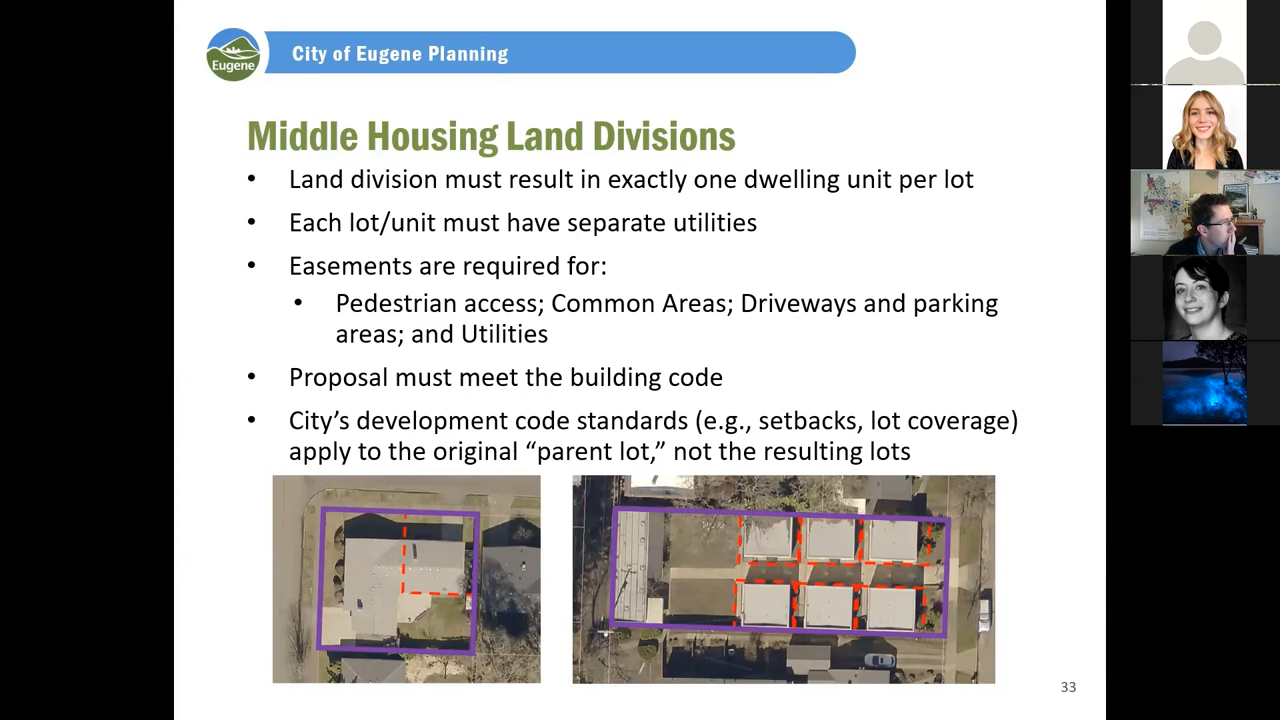 Eugene
City of Eugene Planning
Middle Housing Land Divisions
• Land division must result in exactly one dwelling unit per lot
• Each lot/unit must have separate utilities
• Easements are required for:
• Pedestrian access; Common Areas; Driveways and parking
areas; and Utilities
• Proposal must meet the building code
• City’s development code standards (e.g., setbacks, lot coverage)
apply to the original “parent lot,” not the resulting lots
33